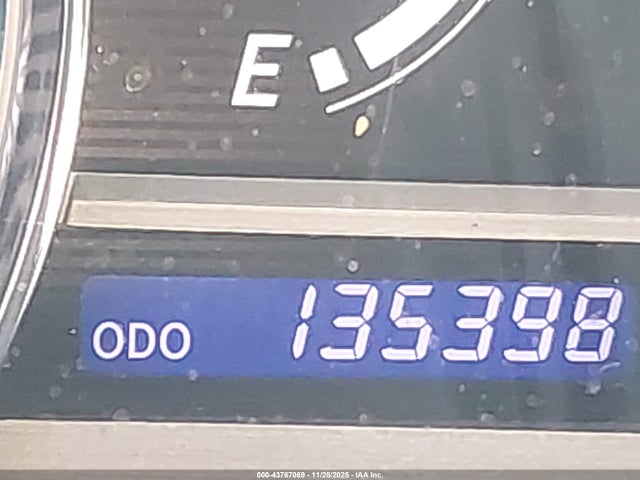 E
ODO 135398
000-43767069 - 11/28/2025 - IAA Inc.